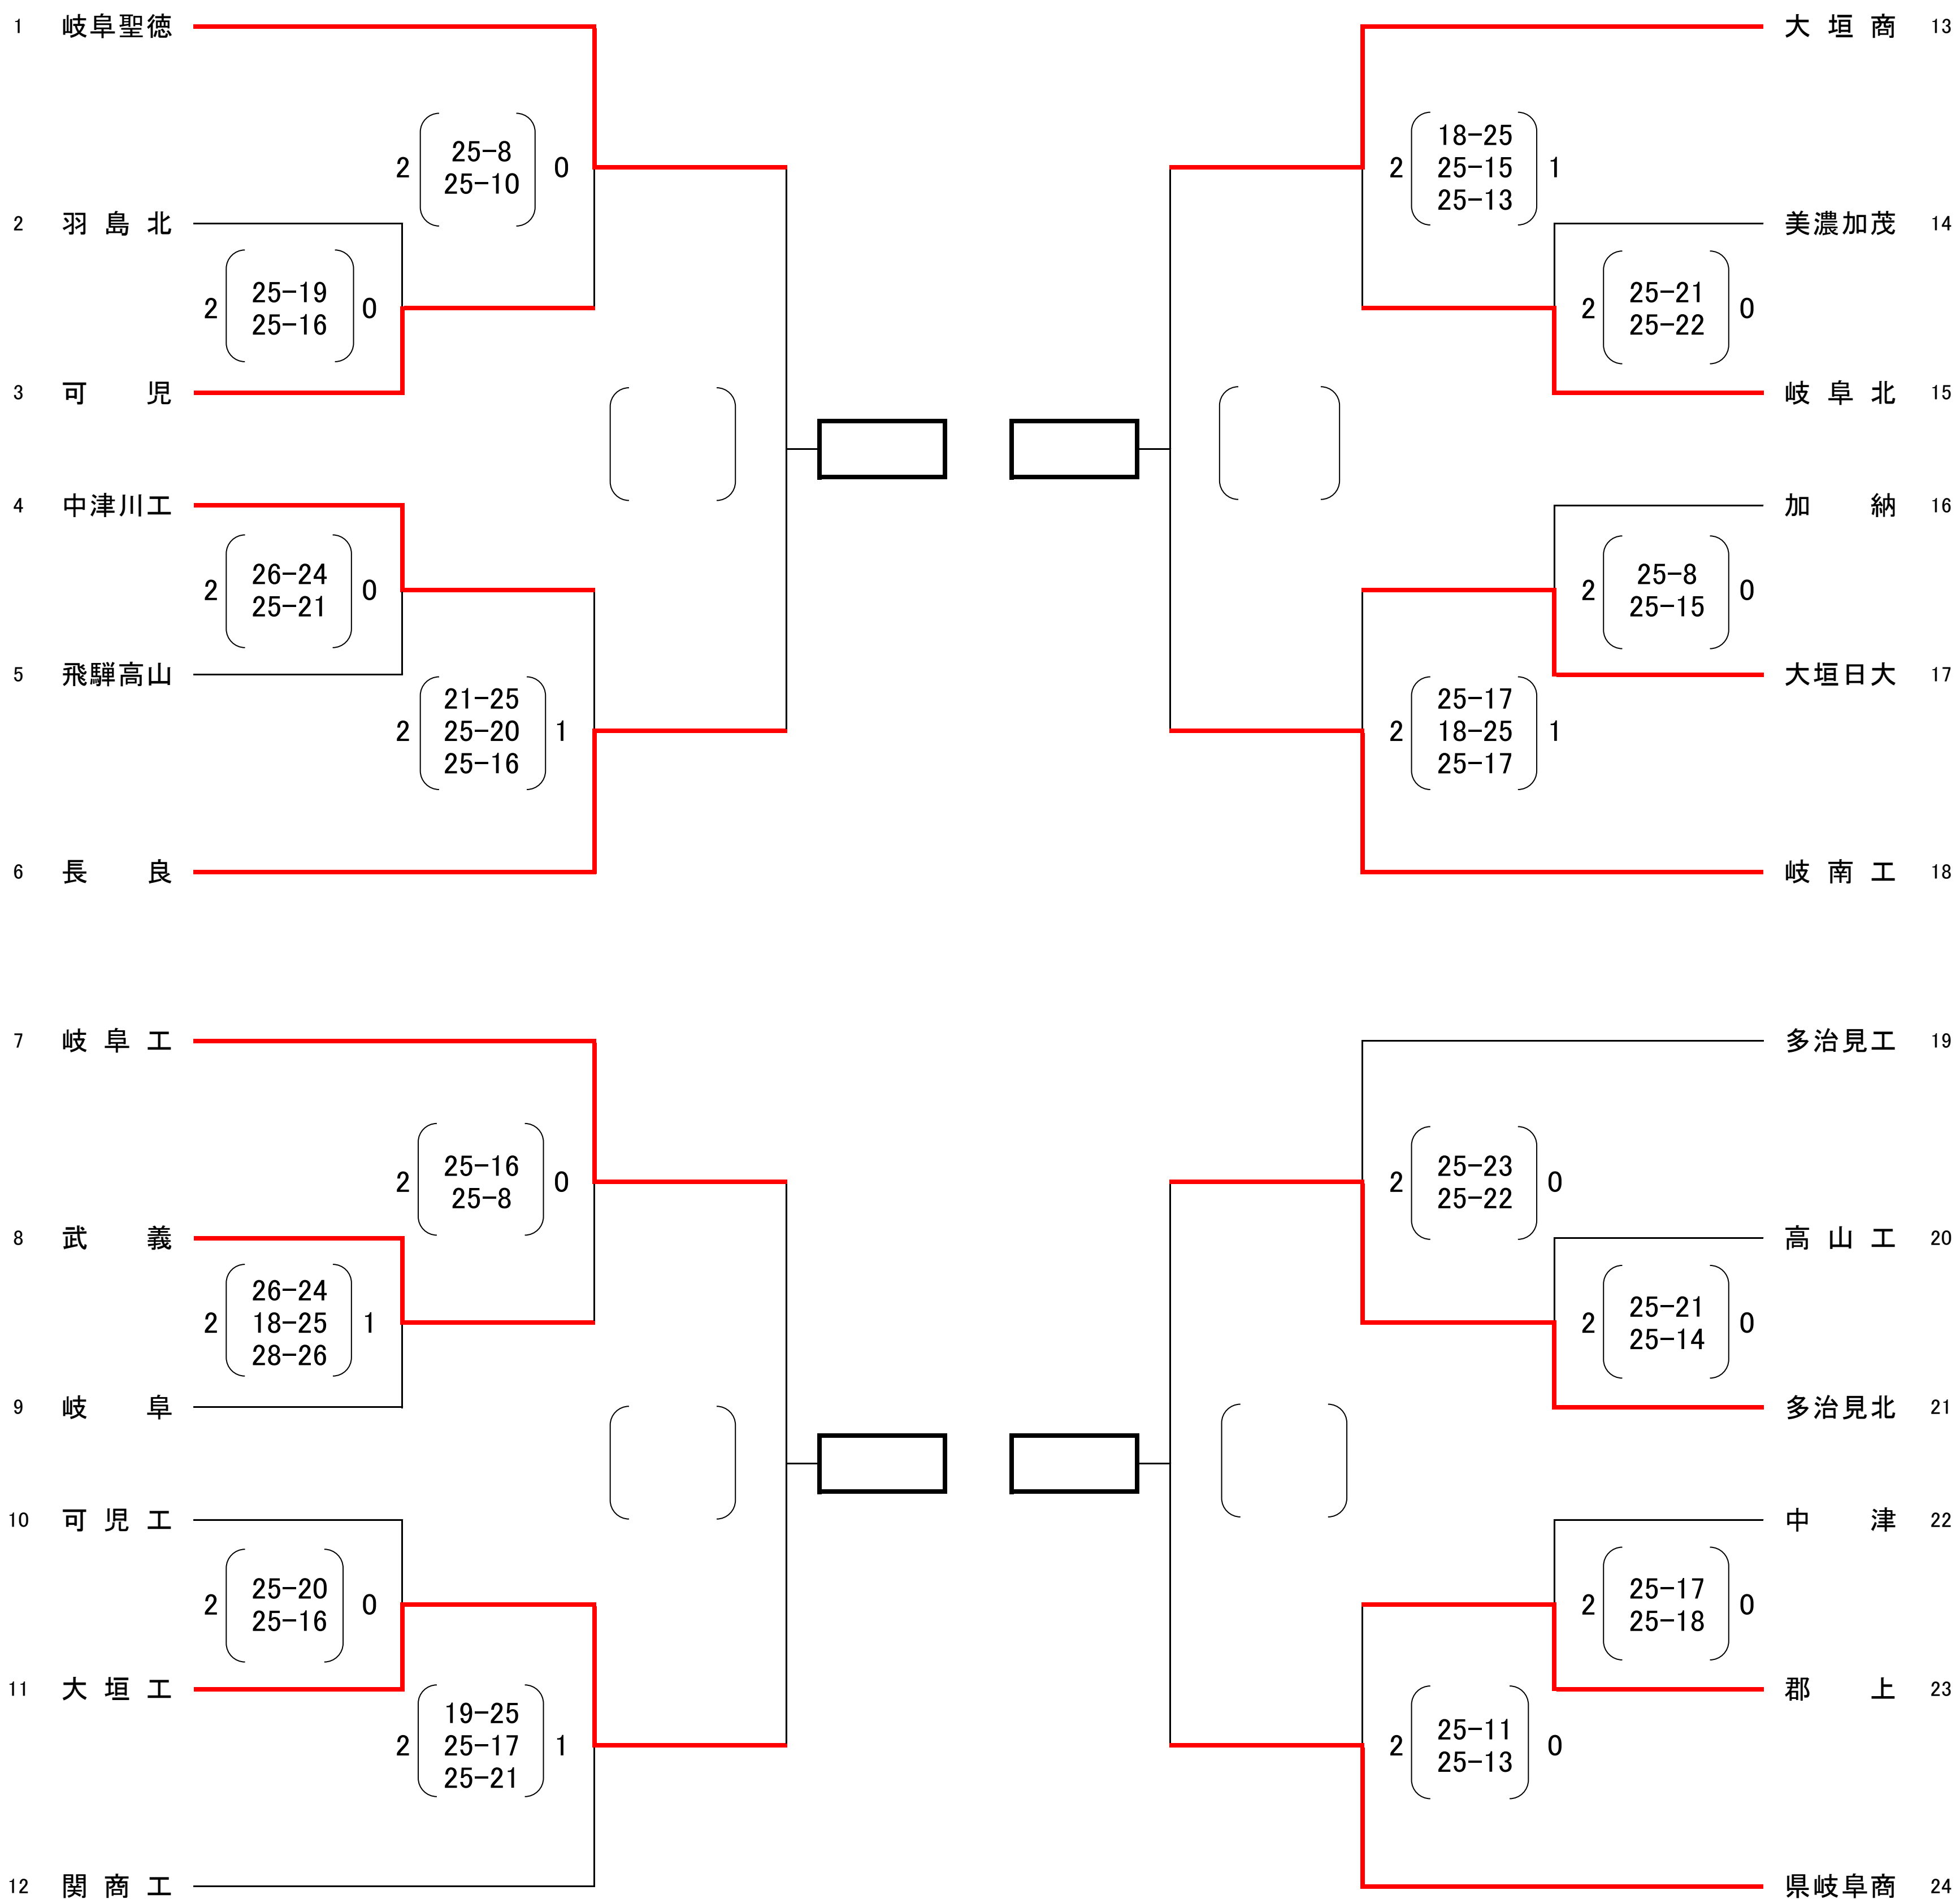 1 岐阜聖徳
2 25-8 0
25-10
2 羽島北
2 25-19 0
25-16
3 可児
4 中津川工
2 26-24 0
25-21
5 飛騨高山
21-25
2 25-20 1
25-16
6 長良
7 岐阜工
2 25-16 0
25-8
8 武義
26-24
2 18-25 1
28-26
9 岐阜
10 可児工
2 25-20 0
25-16
11 大垣工
19-25
2 25-17 1
25-21
12 関商工
大垣商 13
18-25
2 25-15 1
25-13
美濃加茂 14
2 25-21 0
25-22
岐阜北 15
加納 16
2 25-8 0
25-15
大垣日大 17
25-17
2 18-25 1
25-17
岐南工 18
多治見工 19
2 25-23 0
25-22
高山工 20
2 25-21 0
25-14
多治見北 21
中津 22
2 25-17 0
25-18
郡上 23
2 25-11 0
25-13
県岐阜商 24